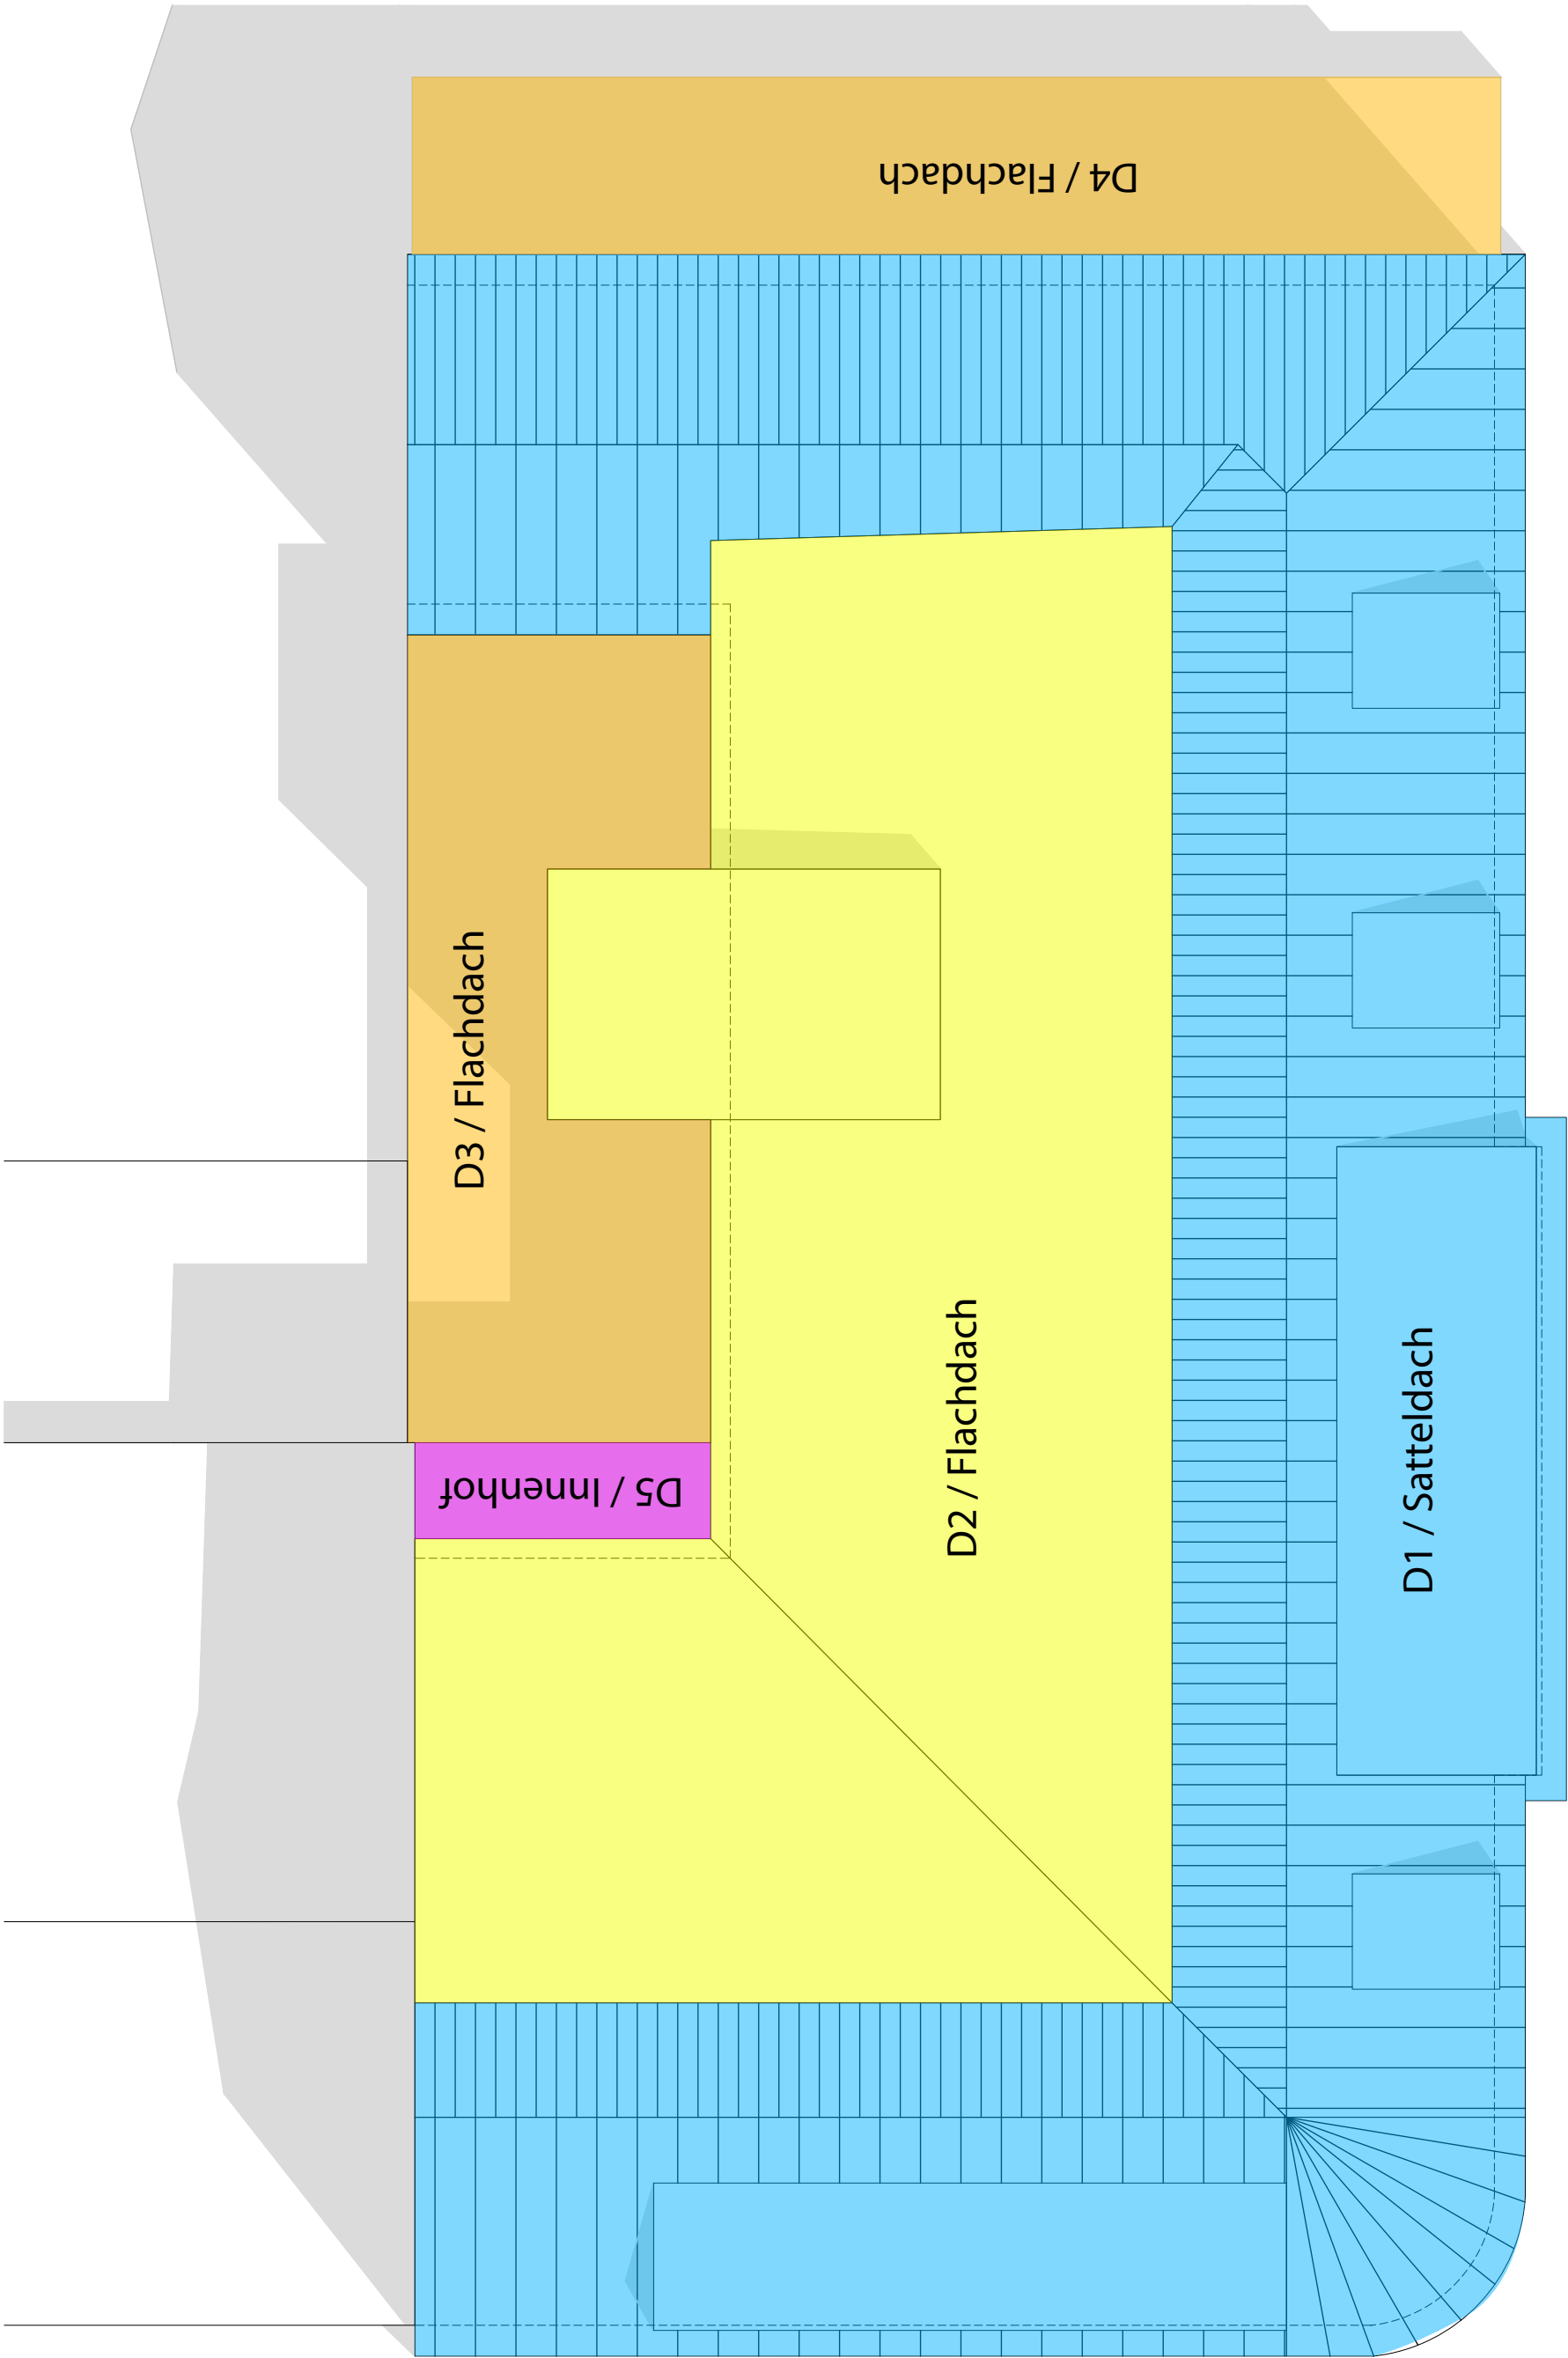 D4 / Flachdach
D3 / Flachdach
D2 / Flachdach
D1 / Satteldach
D5 / Innenhof